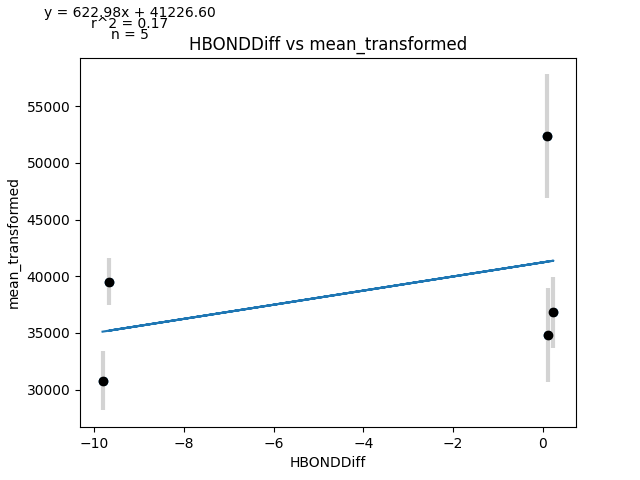 y = 622.98x + 41226.60
r^2 = 0.17
n = 5
HBONDDiff vs mean_transformed
55000
50000
45000
40000
35000
30000
mean_transformed
−10
−8
−6
−4
−2
0
HBONDDiff